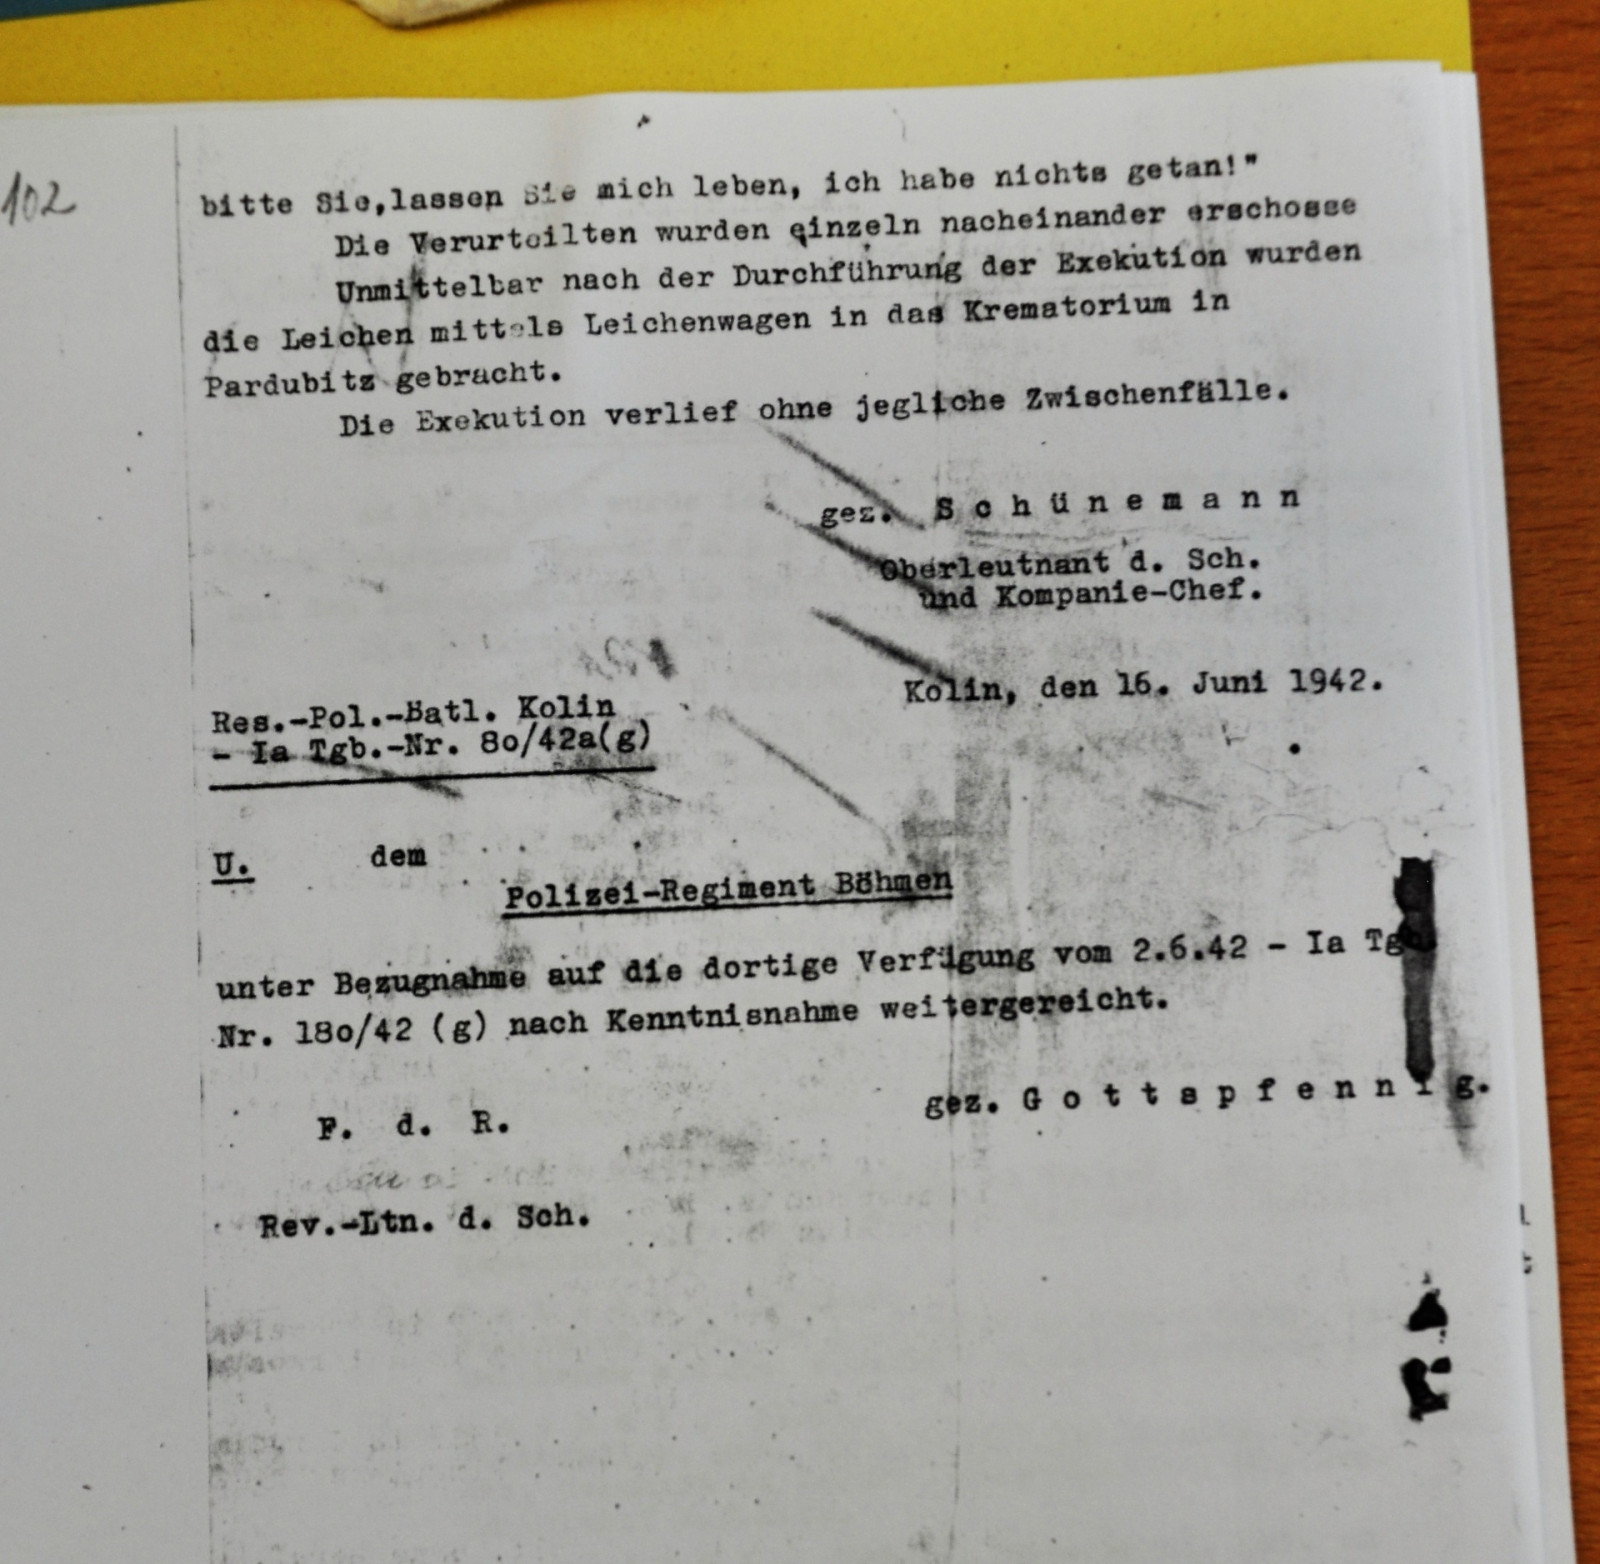 102
bitte Sie,lassen Sie mich leben, ich habe nichts getan!"
Die Verurteilten wurden einzeln nacheinander erschosse
Unmittelbar nach der Durchführung der Exekution wurden
die Leichen mittels Leichenwagen in das Krematorium in
Pardubitz gebracht.
Die Exekution verlief ohne jegliche Zwischenfälle.
gez. S c h ü n e m a n n
Oberleutnant d. Sch.
und Kompanie-Chef.
Kolin, den 16. Juni 1942.
Res.-Pol.-Batl. Kolin
- Ia Tgb.-Nr. 8o/42a(g)
U. dem
Polizei-Regiment Böhmen
unter Bezugnahme auf die dortige Verfügung vom 2.6.42 - Ia Tgb.
Nr. 18o/42 (g) nach Kenntnisnahme weitergereicht.
gez. G o t t s p f e n n i g.
F. d. R.
Rev.-Ltn. d. Sch.